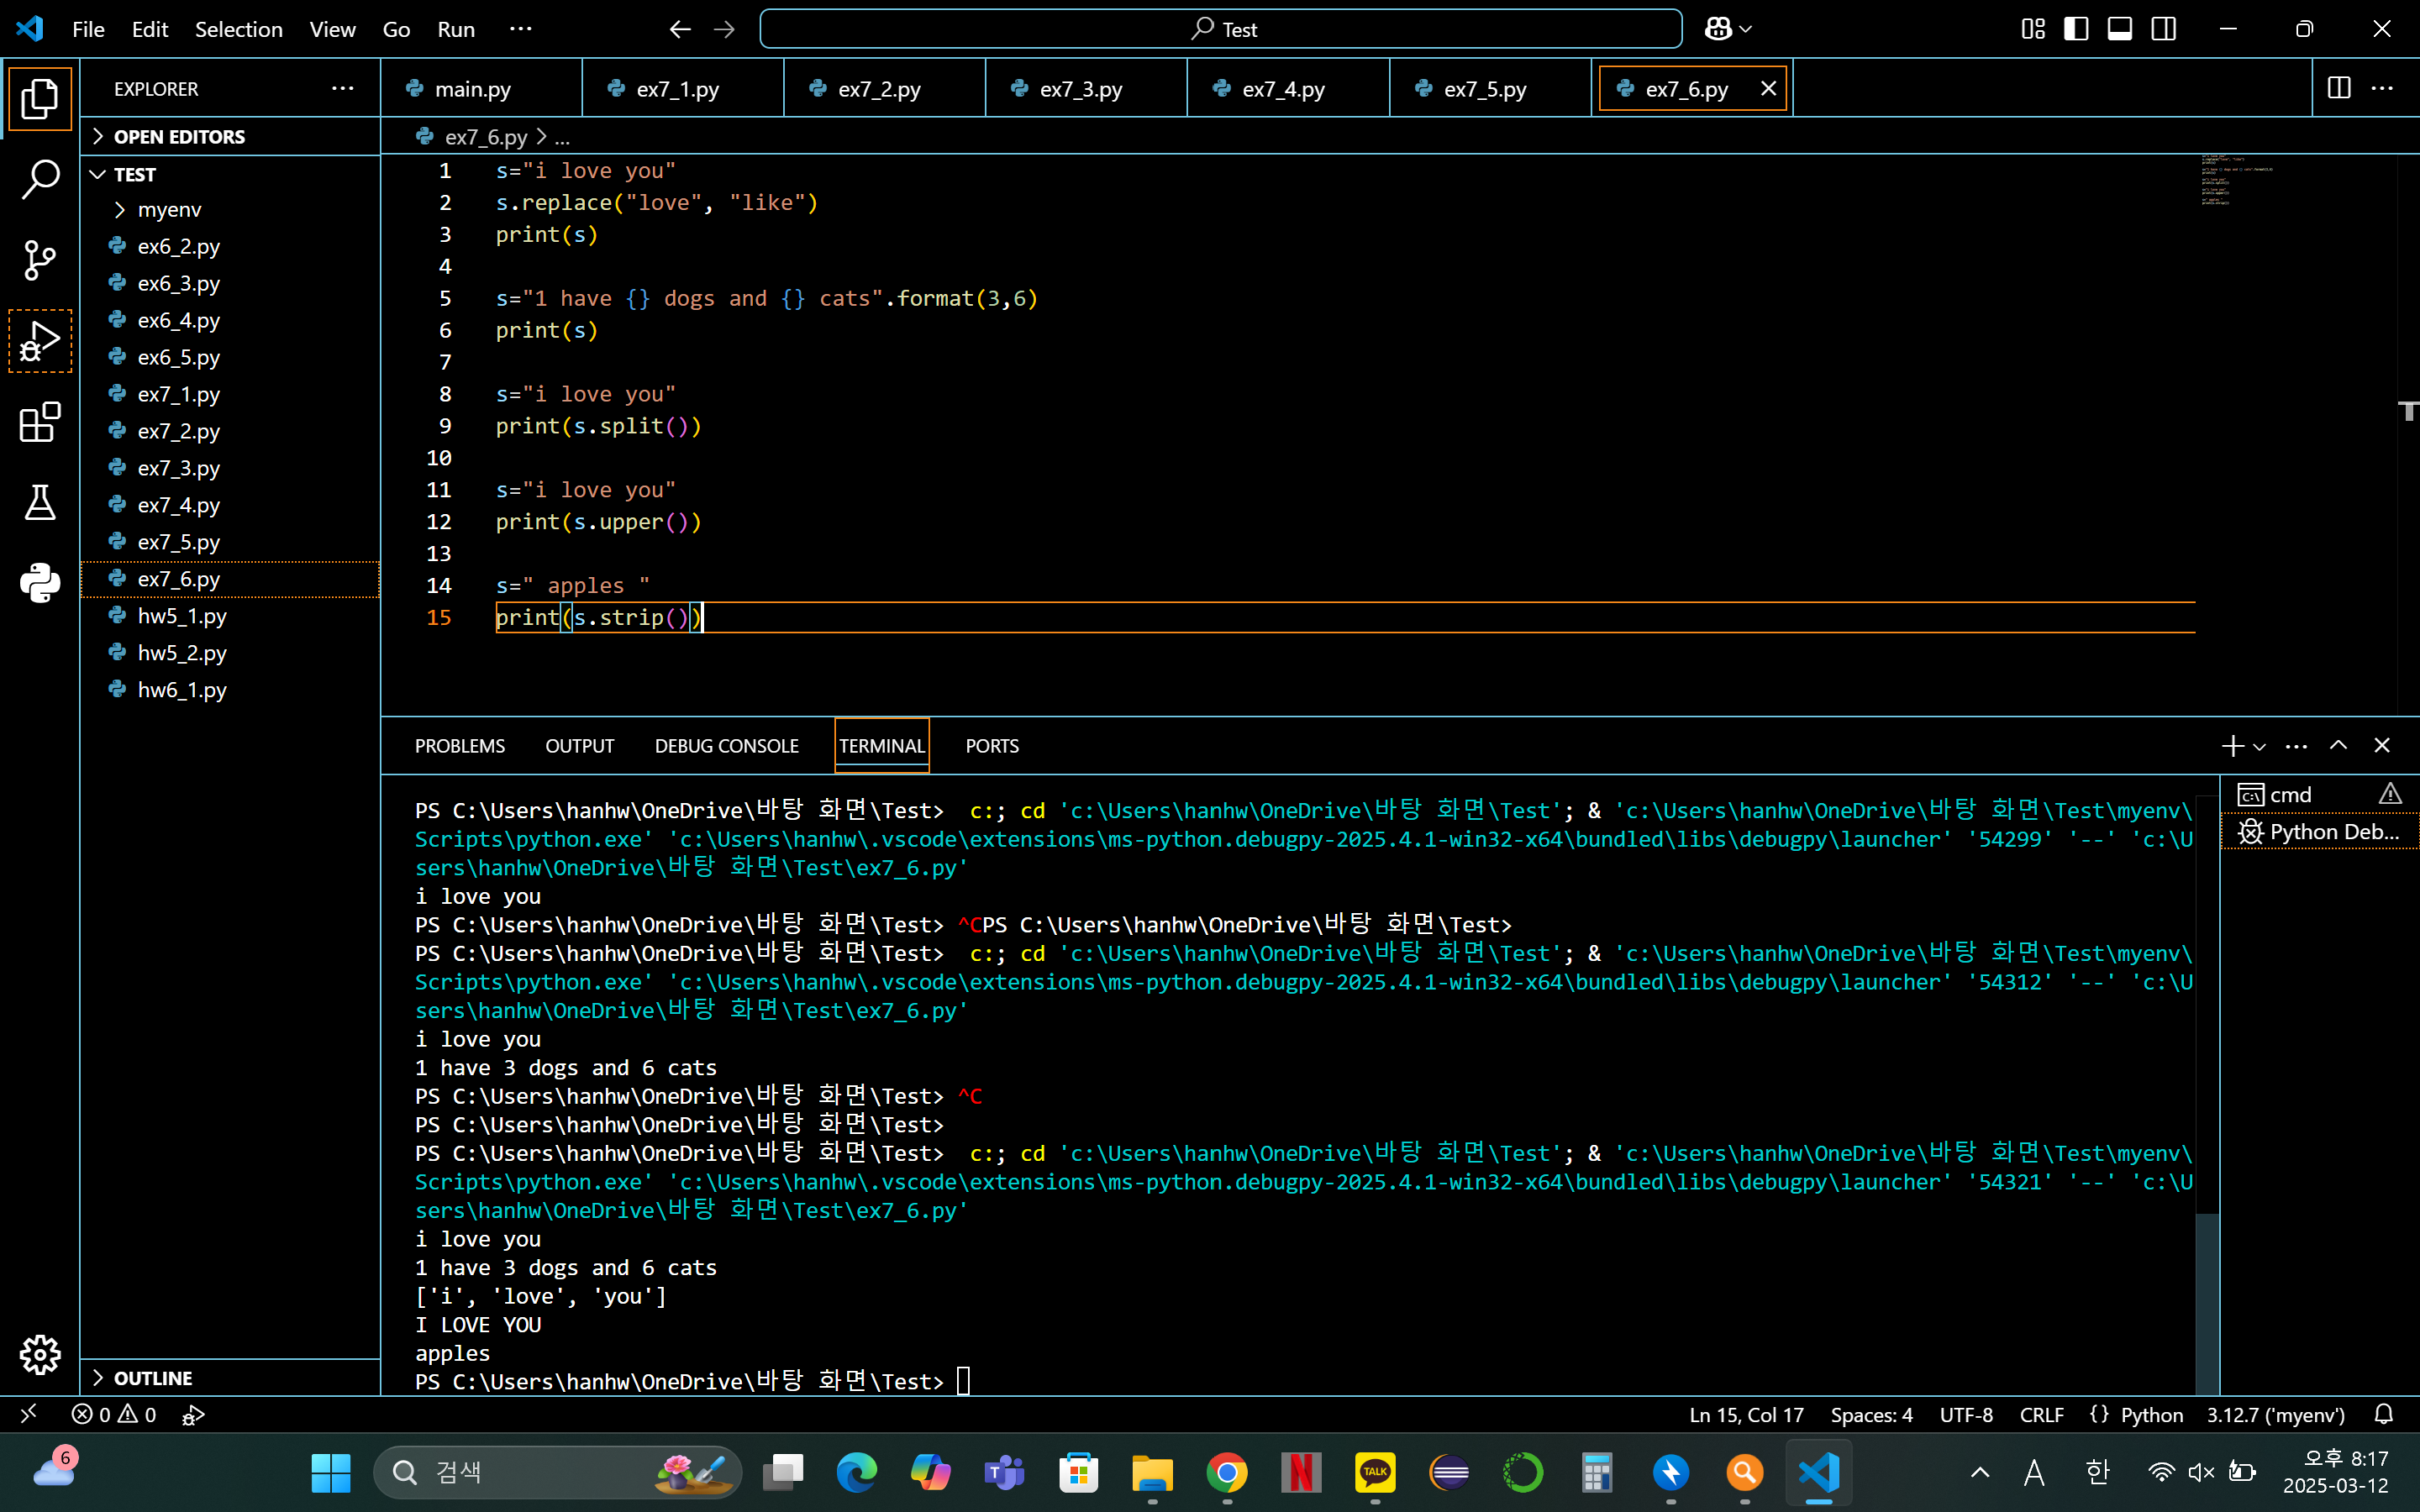 File Edit Selection View Go Run ···
Test
EXPLORER ···
main.py ex7_1.py ex7_2.py ex7_3.py ex7_4.py ex7_5.py ex7_6.py
OPEN EDITORS
ex7_6.py > ...
TEST
myenv
ex6_2.py
ex6_3.py
ex6_4.py
ex6_5.py
ex7_1.py
ex7_2.py
ex7_3.py
ex7_4.py
ex7_5.py
ex7_6.py
hw5_1.py
hw5_2.py
hw6_1.py
OUTLINE
1 s="i love you"
2 s.replace("love", "like")
3 print(s)
4
5 s="1 have {} dogs and {} cats".format(3,6)
6 print(s)
7
8 s="i love you"
9 print(s.split())
10
11 s="i love you"
12 print(s.upper())
13
14 s=" apples "
15 print(s.strip())
PROBLEMS OUTPUT DEBUG CONSOLE TERMINAL PORTS
PS C:\Users\hanhw\OneDrive\바탕 화면\Test>  c:; cd 'c:\Users\hanhw\OneDrive\바탕 화면\Test'; & 'c:\Users\hanhw\OneDrive\바탕 화면\Test\myenv\
Scripts\python.exe' 'c:\Users\hanhw\.vscode\extensions\ms-python.debugpy-2025.4.1-win32-x64\bundled\libs\debugpy\launcher' '54299' '--' 'c:\U
sers\hanhw\OneDrive\바탕 화면\Test\ex7_6.py'
i love you
PS C:\Users\hanhw\OneDrive\바탕 화면\Test> ^CPS C:\Users\hanhw\OneDrive\바탕 화면\Test>
PS C:\Users\hanhw\OneDrive\바탕 화면\Test>  c:; cd 'c:\Users\hanhw\OneDrive\바탕 화면\Test'; & 'c:\Users\hanhw\OneDrive\바탕 화면\Test\myenv\
Scripts\python.exe' 'c:\Users\hanhw\.vscode\extensions\ms-python.debugpy-2025.4.1-win32-x64\bundled\libs\debugpy\launcher' '54312' '--' 'c:\U
sers\hanhw\OneDrive\바탕 화면\Test\ex7_6.py'
i love you
1 have 3 dogs and 6 cats
PS C:\Users\hanhw\OneDrive\바탕 화면\Test> ^C
PS C:\Users\hanhw\OneDrive\바탕 화면\Test>
PS C:\Users\hanhw\OneDrive\바탕 화면\Test>  c:; cd 'c:\Users\hanhw\OneDrive\바탕 화면\Test'; & 'c:\Users\hanhw\OneDrive\바탕 화면\Test\myenv\
Scripts\python.exe' 'c:\Users\hanhw\.vscode\extensions\ms-python.debugpy-2025.4.1-win32-x64\bundled\libs\debugpy\launcher' '54321' '--' 'c:\U
sers\hanhw\OneDrive\바탕 화면\Test\ex7_6.py'
i love you
1 have 3 dogs and 6 cats
['i', 'love', 'you']
I LOVE YOU
apples
PS C:\Users\hanhw\OneDrive\바탕 화면\Test>
cmd
Python Deb...
0 0
Ln 15, Col 17 Spaces: 4 UTF-8 CRLF {} Python 3.12.7 ('myenv')
6
검색
TALK
A 한
오후 8:17
2025-03-12